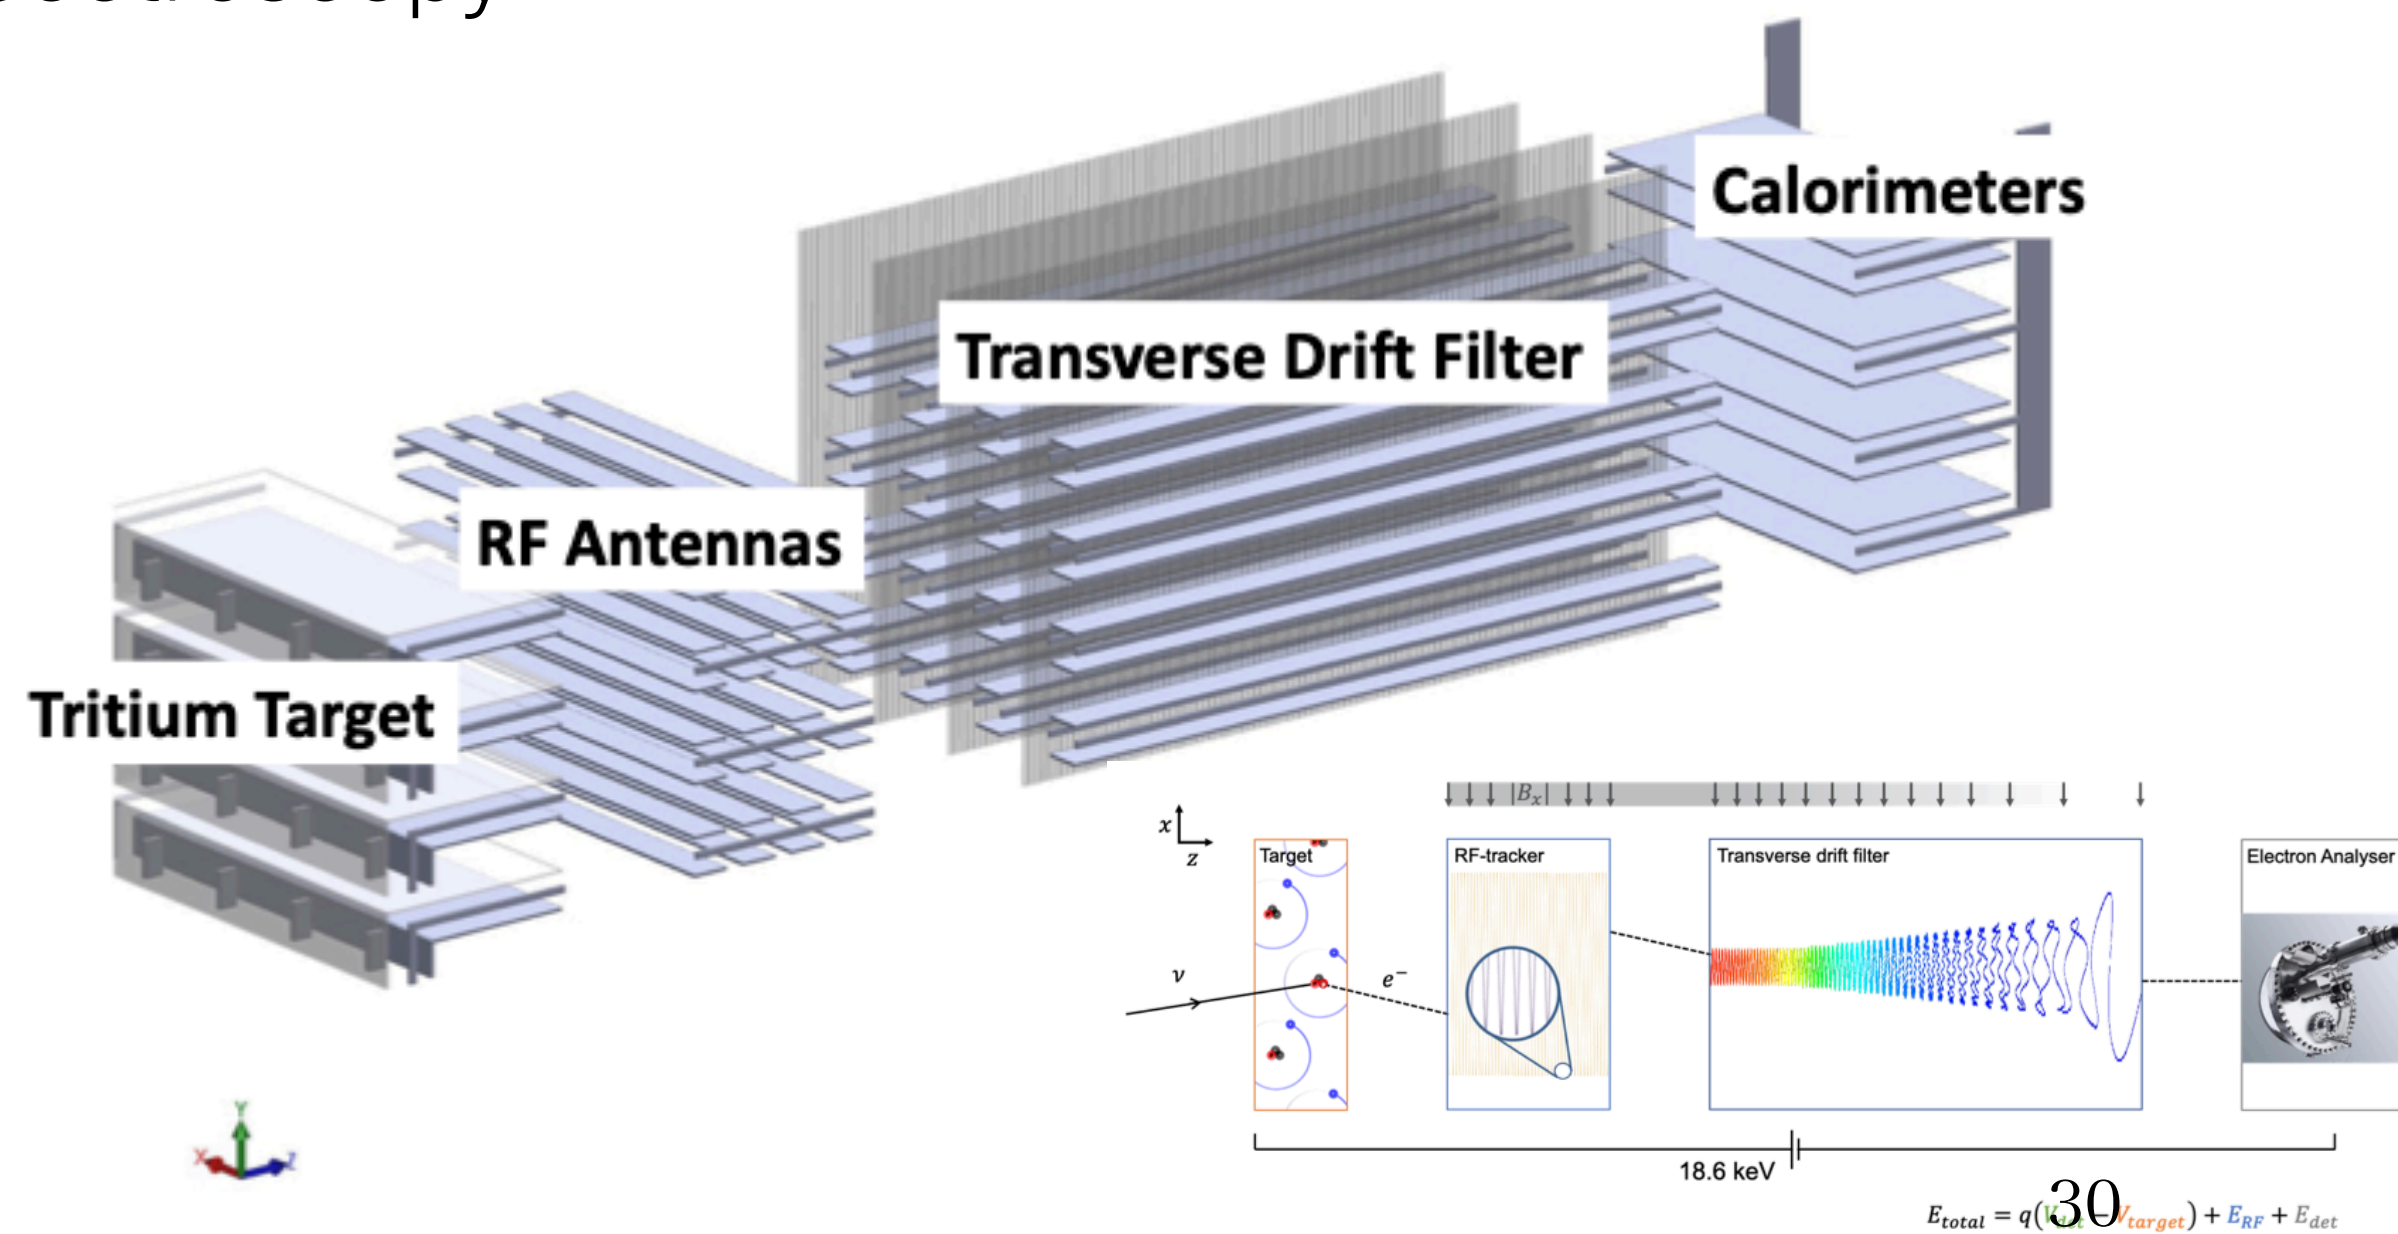 Calorimeters
Transverse Drift Filter
RF Antennas
Tritium Target
|Bₓ|
x
z
Target
RF-tracker
Transverse drift filter
Electron Analyser
ν
e⁻
18.6 keV
E_total = q(V_det − V_target) + E_RF + E_det
30
Y
X
Z